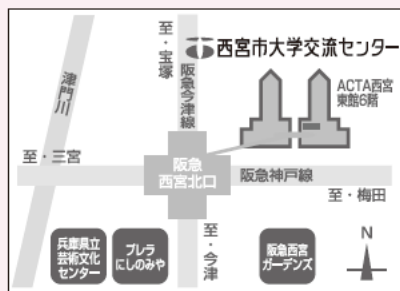 西宮市大学交流センター
至・宝塚
阪急今津線
津門川
ACTA西宮
東館6階
至・三宮
阪急
西宮北口
阪急神戸線
至・梅田
兵庫県立
芸術文化
センター
プレラ
にしのみや
至・今津
阪急西宮
ガーデンズ
N